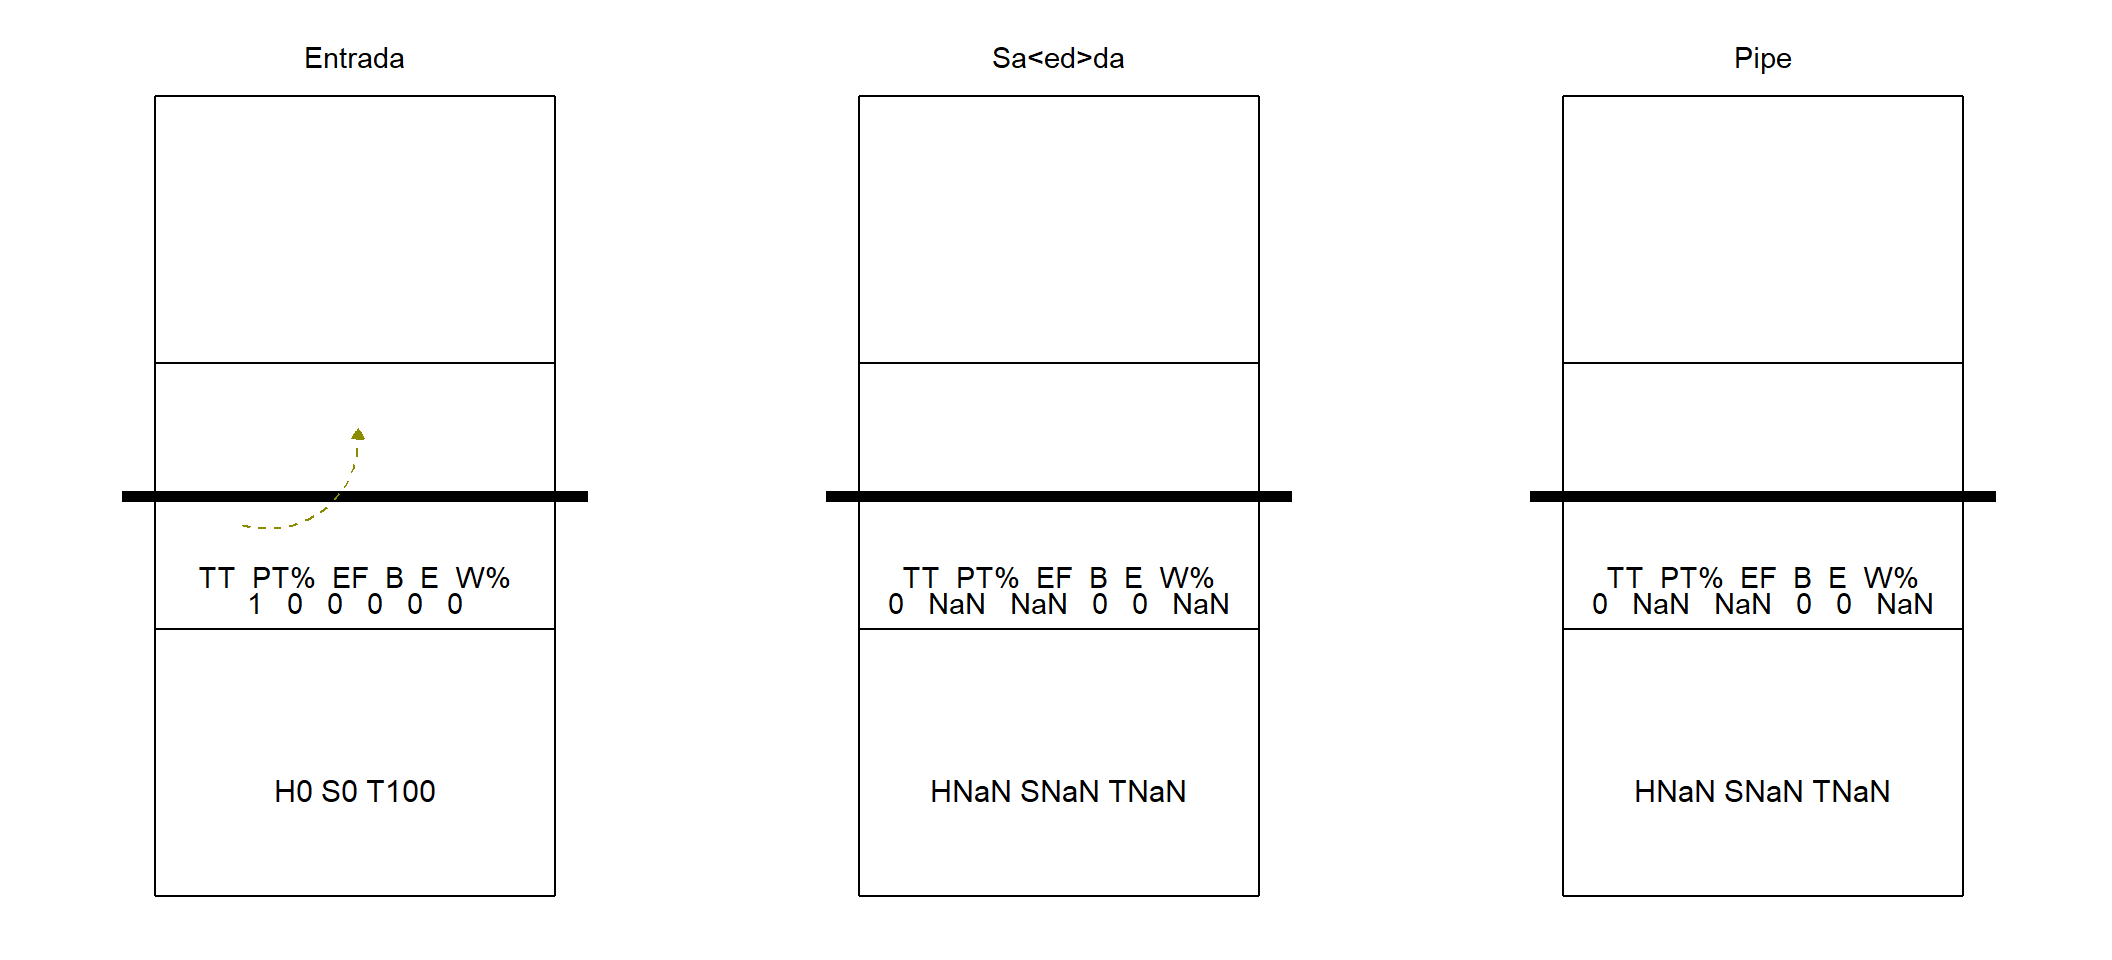 Entrada
TT PT% EF B E W%
1 0 0 0 0 0
H0 S0 T100
Sa<ed>da
TT PT% EF B E W%
0 NaN NaN 0 0 NaN
HNaN SNaN TNaN
Pipe
TT PT% EF B E W%
0 NaN NaN 0 0 NaN
HNaN SNaN TNaN